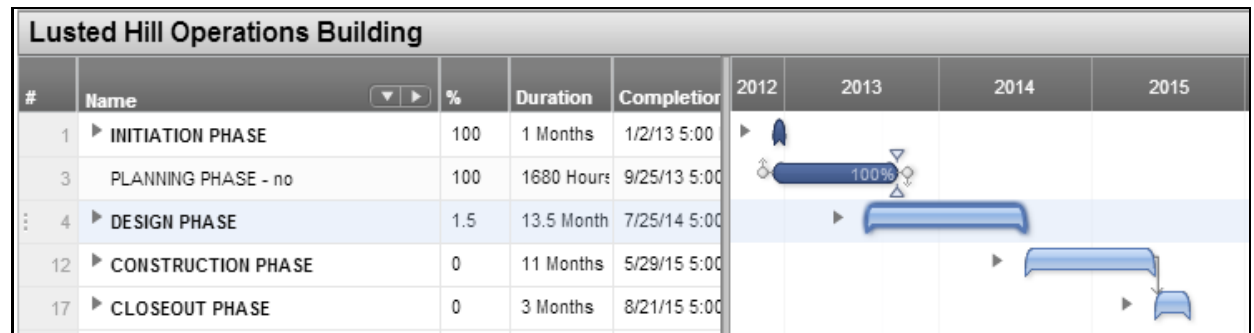 Lusted Hill Operations Building
# Name % Duration Completion 2012 2013 2014 2015
1 INITIATION PHASE 100 1 Months 1/2/13 5:00
3 PLANNING PHASE - no 100 1680 Hours 9/25/13 5:00 100%
4 DESIGN PHASE 1.5 13.5 Month 7/25/14 5:00
12 CONSTRUCTION PHASE 0 11 Months 5/29/15 5:00
17 CLOSEOUT PHASE 0 3 Months 8/21/15 5:00